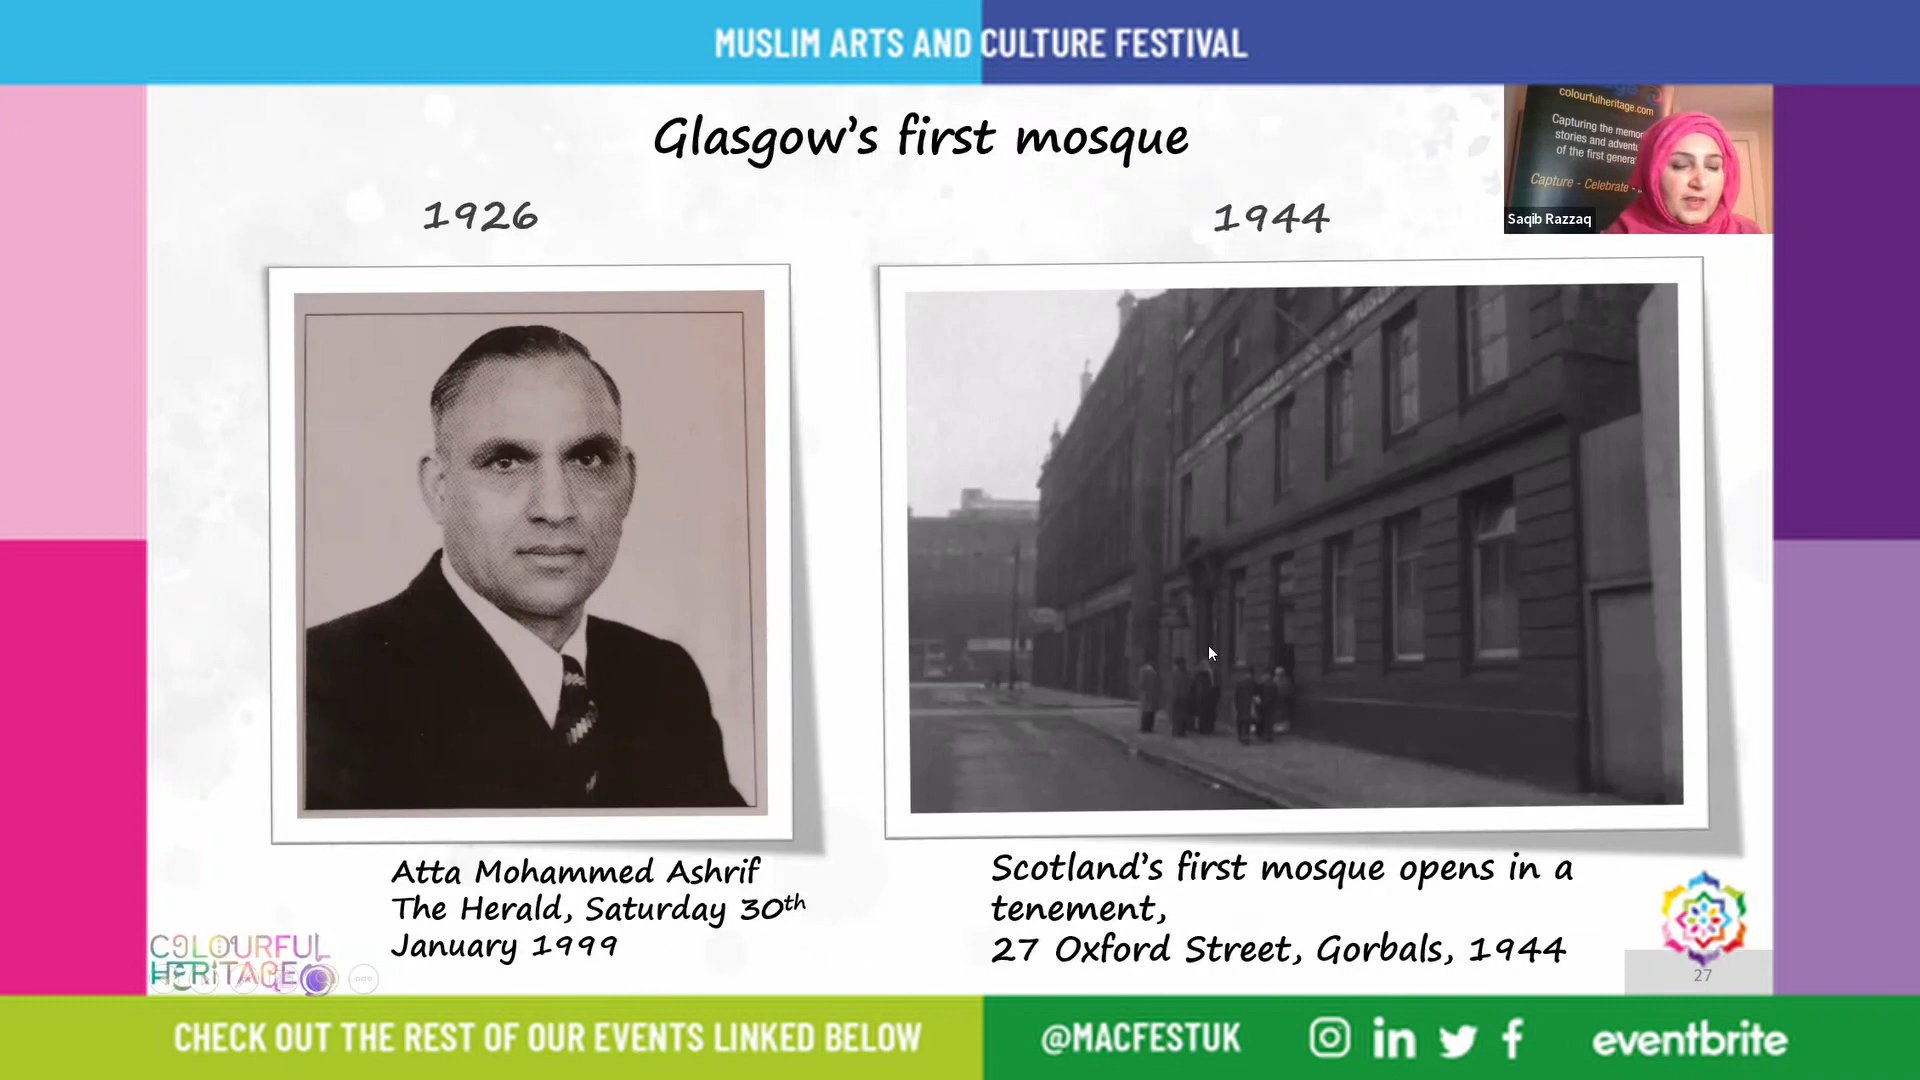 MUSLIM ARTS AND CULTURE FESTIVAL
Glasgow's first mosque
1926
1944
colourfulheritage.com
Capturing the
stories and
of the first
Capture - Celebrate -
Saqib Razzaq
Atta Mohammed Ashrif
The Herald, Saturday 30th
January 1999
Scotland's first mosque opens in a
tenement,
27 Oxford Street, Gorbals, 1944
COLOURFUL
HERITAGE
27
CHECK OUT THE REST OF OUR EVENTS LINKED BELOW
@MACFESTUK
eventbrite